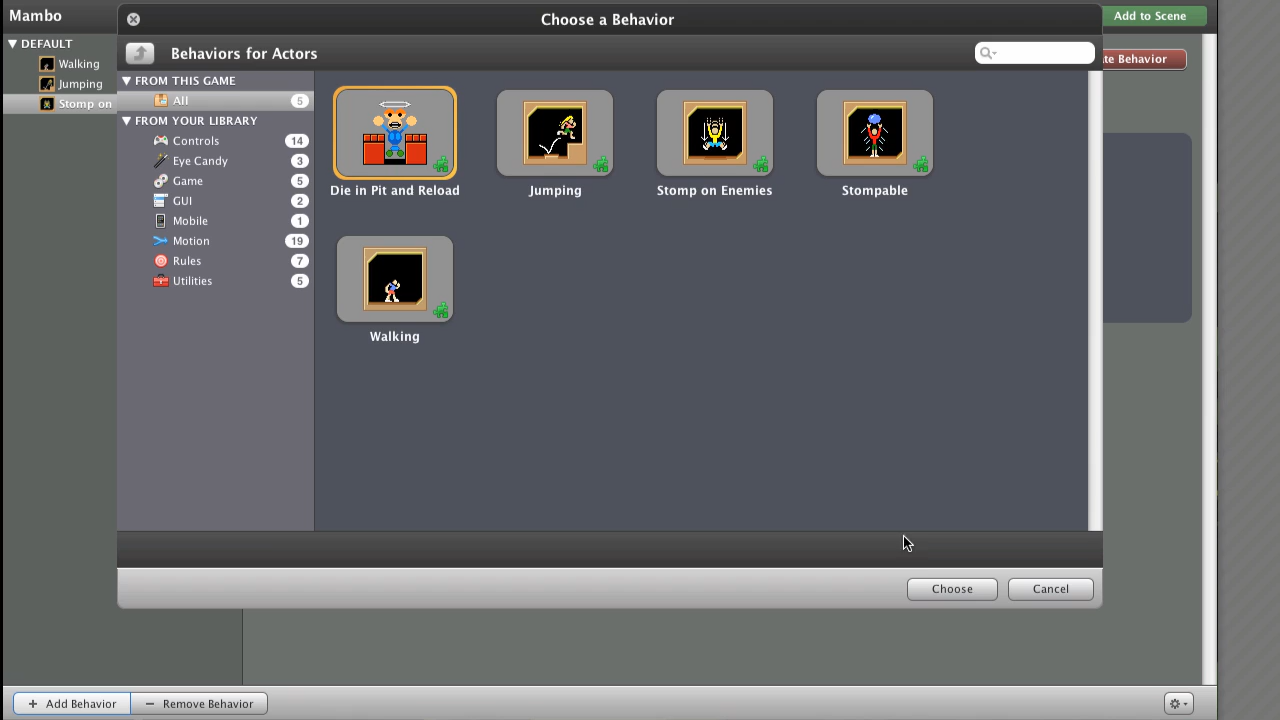 Mambo
Choose a Behavior
Add to Scene
Behaviors for Actors
te Behavior
DEFAULT
Walking
Jumping
Stomp on
FROM THIS GAME
All 5
FROM YOUR LIBRARY
Controls 14
Eye Candy 3
Game 5
GUI 2
Mobile 1
Motion 19
Rules 7
Utilities 5
Die in Pit and Reload
Jumping
Stomp on Enemies
Stompable
Walking
Choose
Cancel
+ Add Behavior
− Remove Behavior